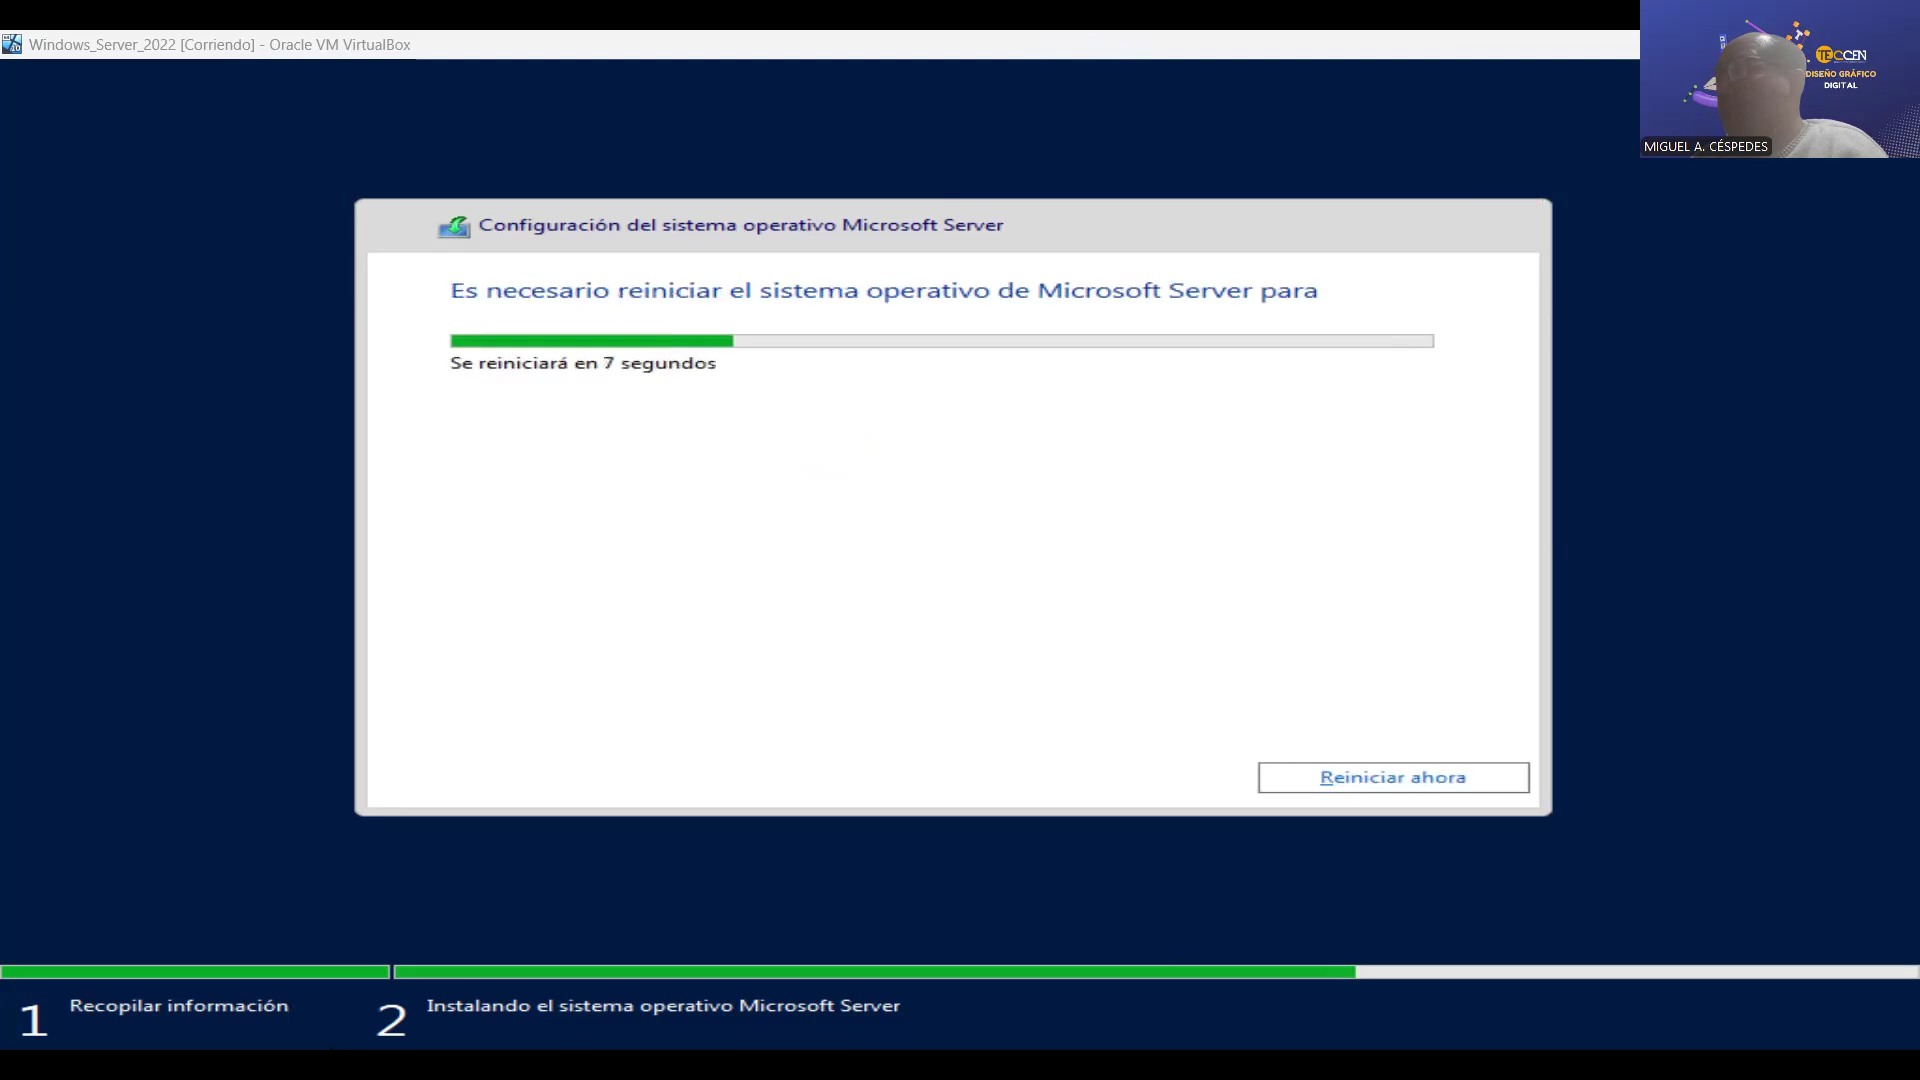 Windows_Server_2022 [Corriendo] - Oracle VM VirtualBox
TECCEN
DISEÑO GRÁFICO
DIGITAL
MIGUEL A. CÉSPEDES
Configuración del sistema operativo Microsoft Server
Es necesario reiniciar el sistema operativo de Microsoft Server para
Se reiniciará en 7 segundos
Reiniciar ahora
1 Recopilar información
2 Instalando el sistema operativo Microsoft Server